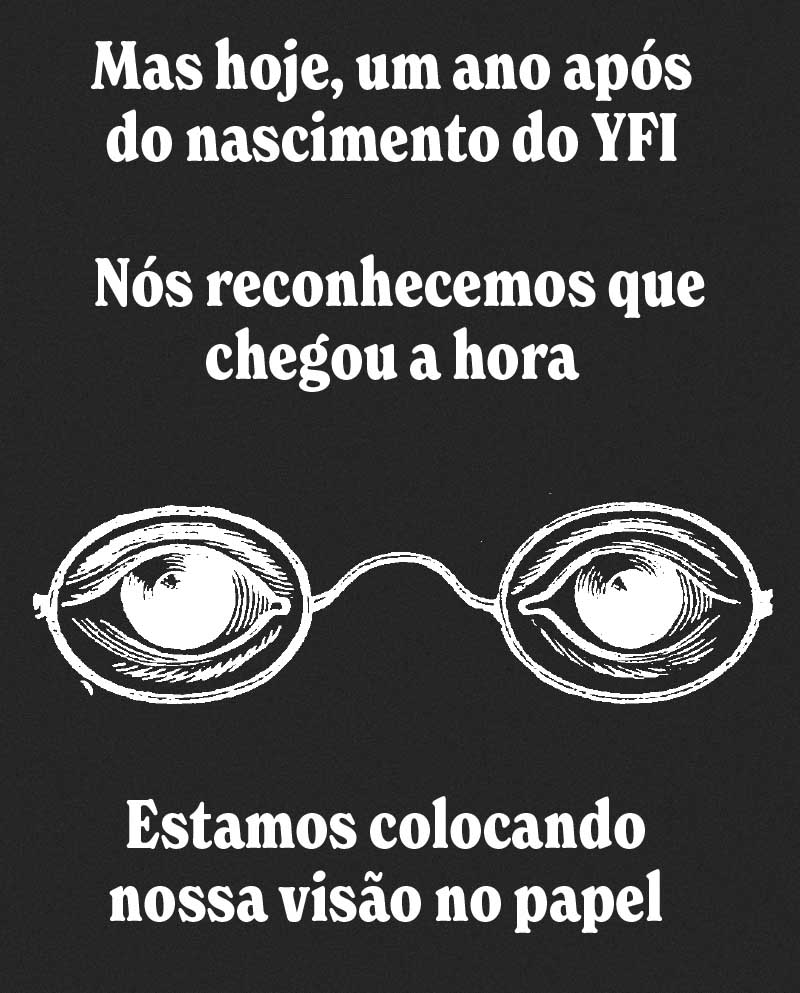 Mas hoje, um ano após
do nascimento do YFI
Nós reconhecemos que
chegou a hora
Estamos colocando
nossa visão no papel